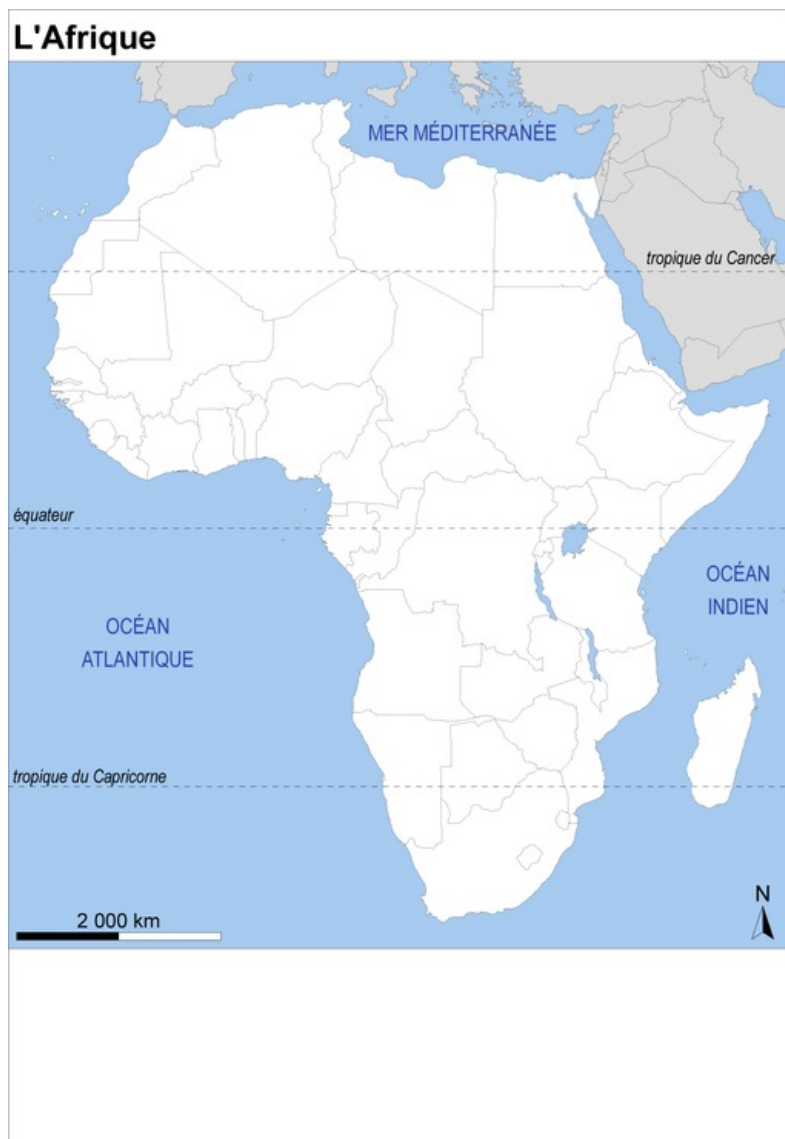 L'Afrique
MER MÉDITERRANÉE
tropique du Cancer
équateur
OCÉAN
INDIEN
OCÉAN
ATLANTIQUE
tropique du Capricorne
N
2 000 km